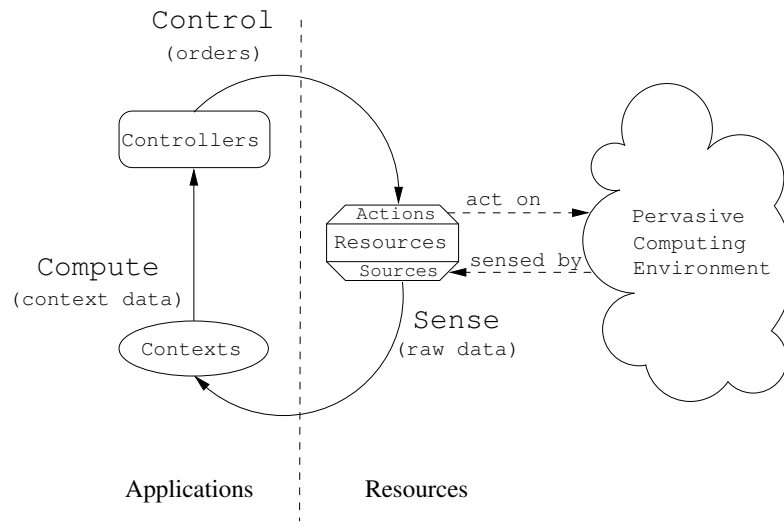 Control
(orders)
Controllers
Actions
act on
Resources
Pervasive
Computing
Environment
sensed by
Sources
Compute
(context data)
Sense
(raw data)
Contexts
Applications
Resources